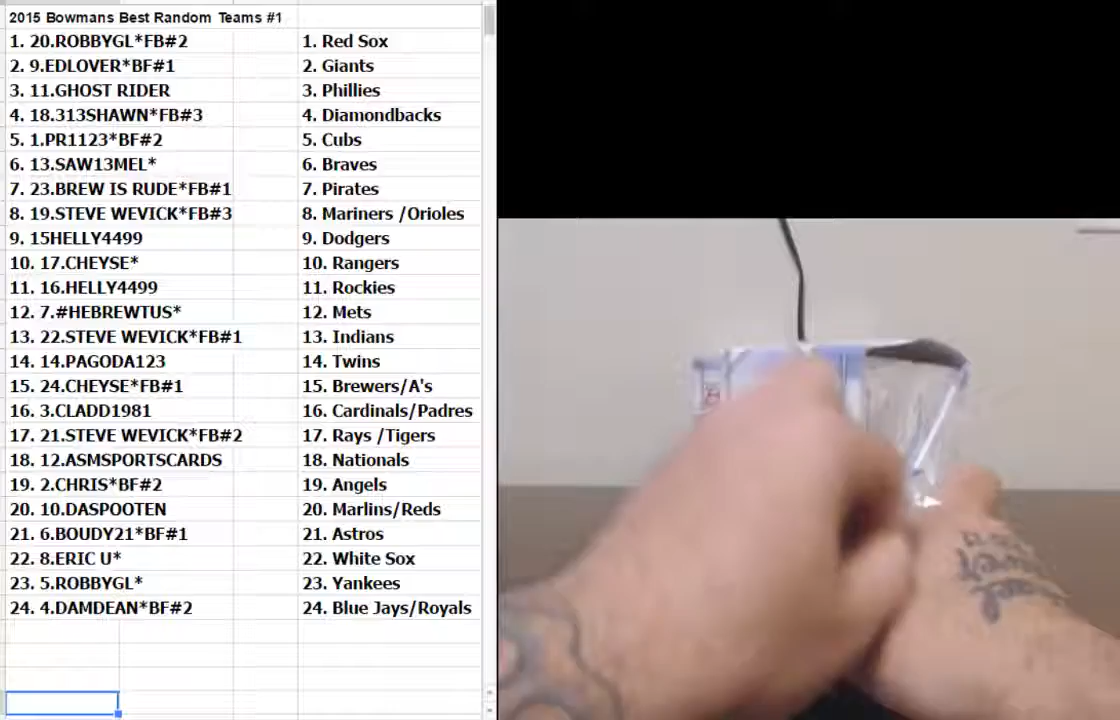 2015 Bowmans Best Random Teams #1
1. 20.ROBBYGL*FB#2 1. Red Sox
2. 9.EDLOVER*BF#1 2. Giants
3. 11.GHOST RIDER 3. Phillies
4. 18.313SHAWN*FB#3 4. Diamondbacks
5. 1.PR1123*BF#2 5. Cubs
6. 13.SAW13MEL* 6. Braves
7. 23.BREW IS RUDE*FB#1 7. Pirates
8. 19.STEVE WEVICK*FB#3 8. Mariners /Orioles
9. 15HELLY4499 9. Dodgers
10. 17.CHEYSE* 10. Rangers
11. 16.HELLY4499 11. Rockies
12. 7.#HEBREWTUS* 12. Mets
13. 22.STEVE WEVICK*FB#1 13. Indians
14. 14.PAGODA123 14. Twins
15. 24.CHEYSE*FB#1 15. Brewers/A's
16. 3.CLADD1981 16. Cardinals/Padres
17. 21.STEVE WEVICK*FB#2 17. Rays /Tigers
18. 12.ASMSPORTSCARDS 18. Nationals
19. 2.CHRIS*BF#2 19. Angels
20. 10.DASPOOTEN 20. Marlins/Reds
21. 6.BOUDY21*BF#1 21. Astros
22. 8.ERIC U* 22. White Sox
23. 5.ROBBYGL* 23. Yankees
24. 4.DAMDEAN*BF#2 24. Blue Jays/Royals